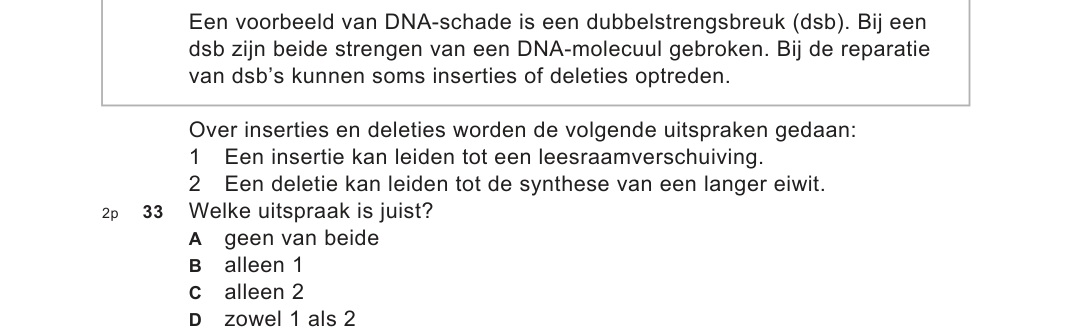 Een voorbeeld van DNA-schade is een dubbelstrengsbreuk (dsb). Bij een
dsb zijn beide strengen van een DNA-molecuul gebroken. Bij de reparatie
van dsb’s kunnen soms inserties of deleties optreden.
Over inserties en deleties worden de volgende uitspraken gedaan:
1 Een insertie kan leiden tot een leesraamverschuiving.
2 Een deletie kan leiden tot de synthese van een langer eiwit.
2p 33 Welke uitspraak is juist?
A geen van beide
B alleen 1
C alleen 2
D zowel 1 als 2